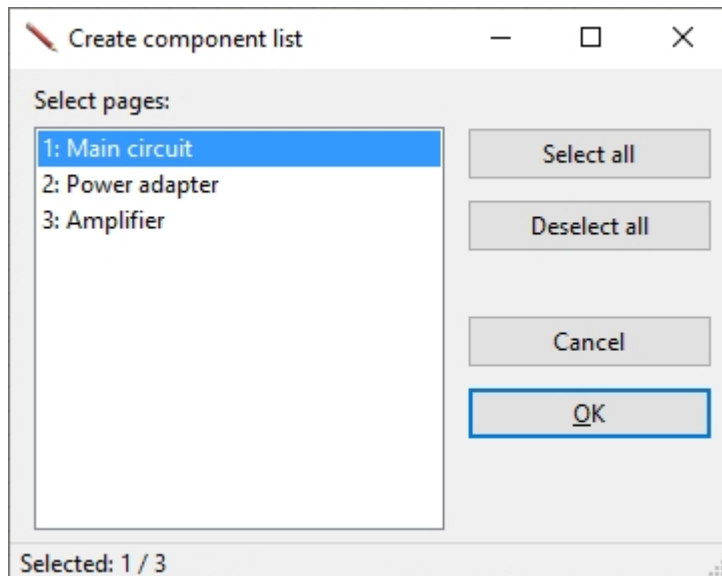 Create component list
Select pages:
1: Main circuit
2: Power adapter
3: Amplifier
Select all
Deselect all
Cancel
OK
Selected: 1 / 3